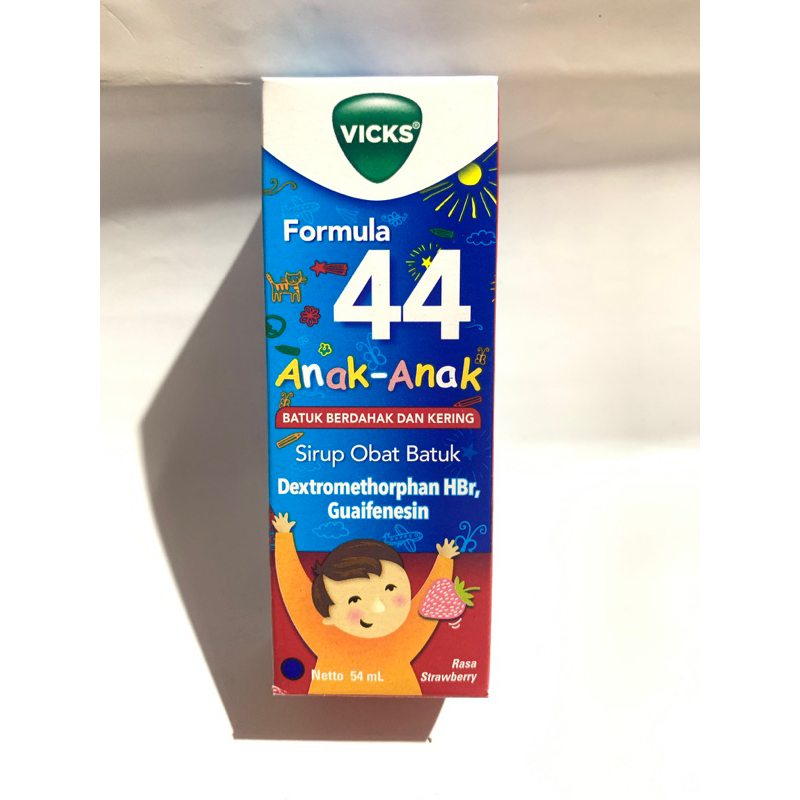 VICKS®
Formula
44
Anak-Anak
BATUK BERDAHAK DAN KERING
Sirup Obat Batuk
Dextromethorphan HBr,
Guaifenesin
Netto 54 mL
Rasa
Strawberry